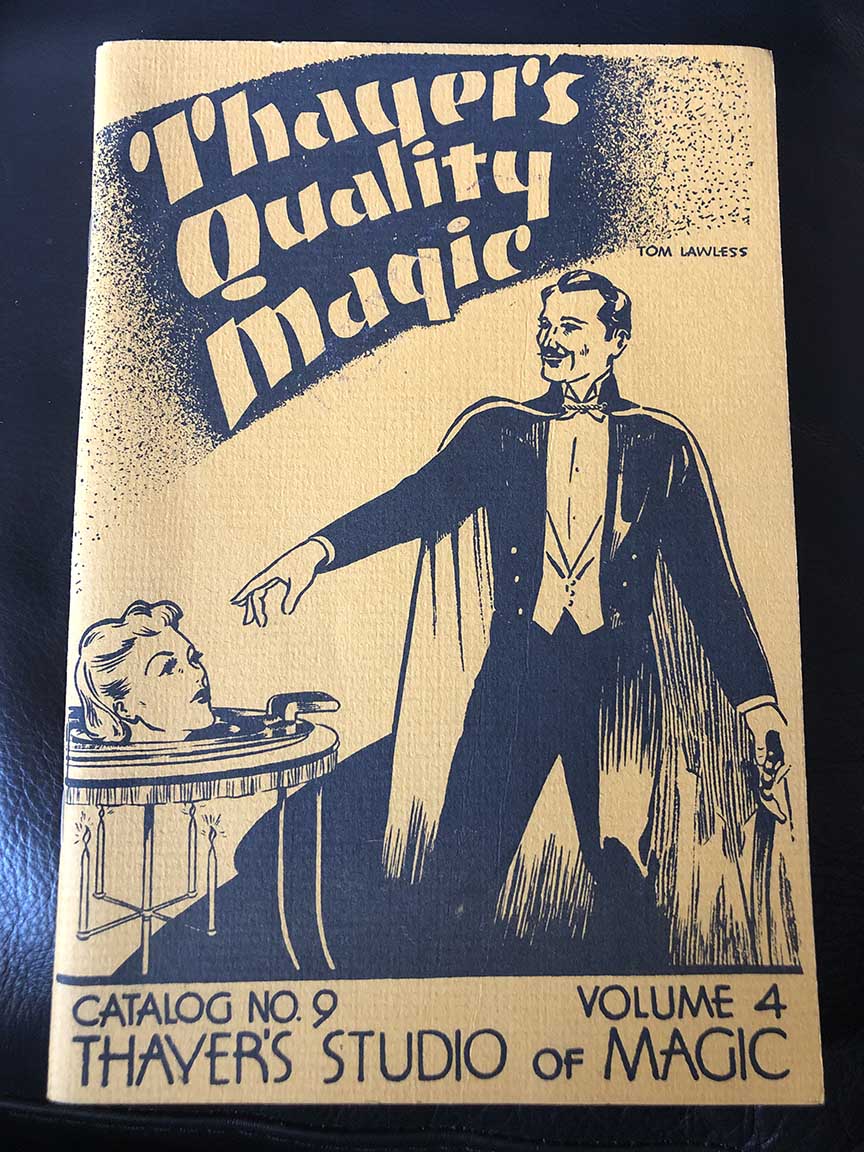 Thayer's
Quality
Magic
TOM LAWLESS
CATALOG NO. 9 VOLUME 4
THAYER'S STUDIO OF MAGIC